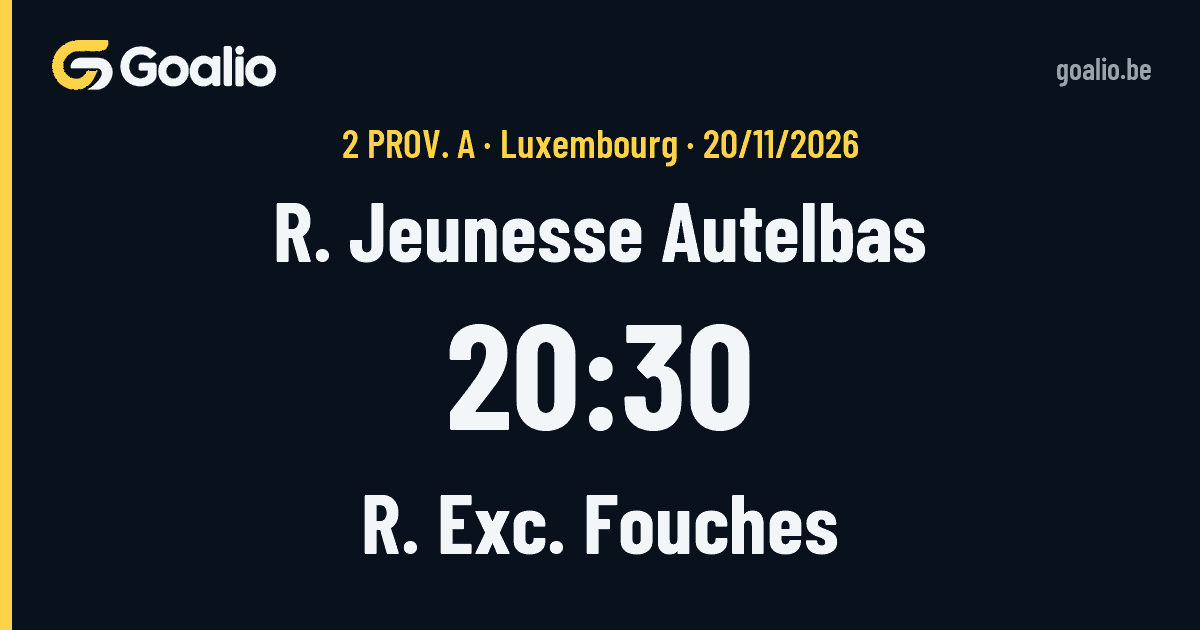 Goalio
goalio.be
2 PROV. A · Luxembourg · 20/11/2026
R. Jeunesse Autelbas
20:30
R. Exc. Fouches